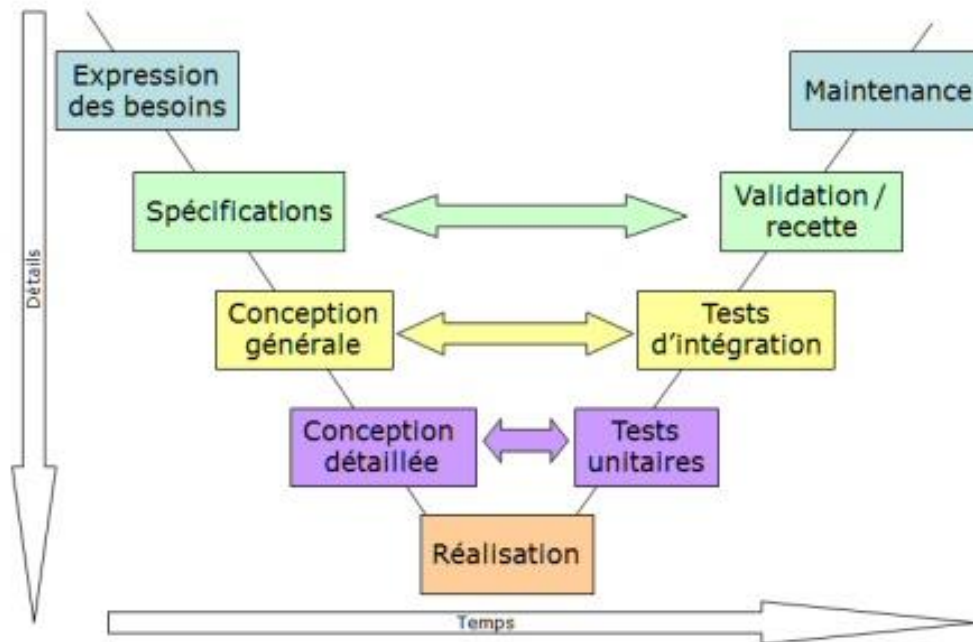 Expression
des besoins
Maintenance
Spécifications
Validation /
recette
Détails
Conception
générale
Tests
d'intégration
Conception
détaillée
Tests
unitaires
Réalisation
Temps